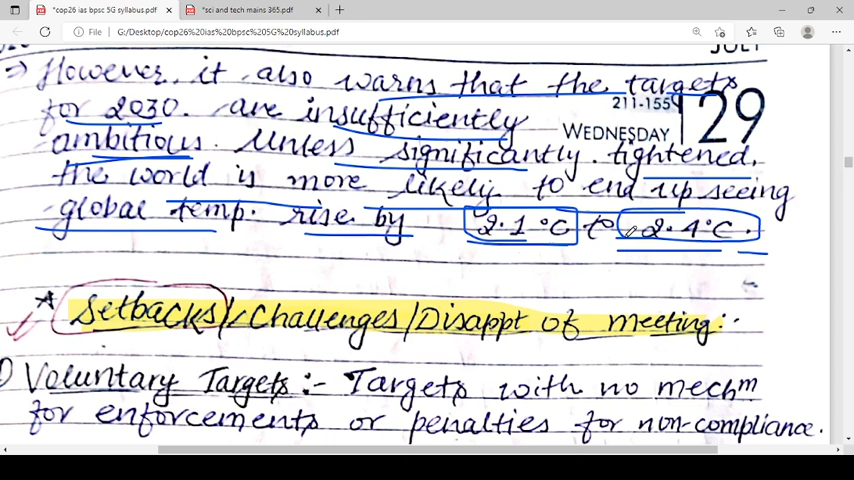 *cop26 ias bpsc 5G syllabus.pdf
*sci and tech mains 365.pdf
File | G:/Desktop/cop26%20ias%20bpsc%205G%20syllabus.pdf
JULY
⇒ However, it also warns that the targets
211-155
29
for 2030. are insufficiently
WEDNESDAY
ambitious. Unless significantly tightened,
the world is more likely to end up seeing
global temp. rise by 2.1°C to 2.4°C.
* Setbacks/Challenges/Disappt of meeting:-
Voluntary Targets :- Targets with no mechm
for enforcements or penalties for non-compliance.